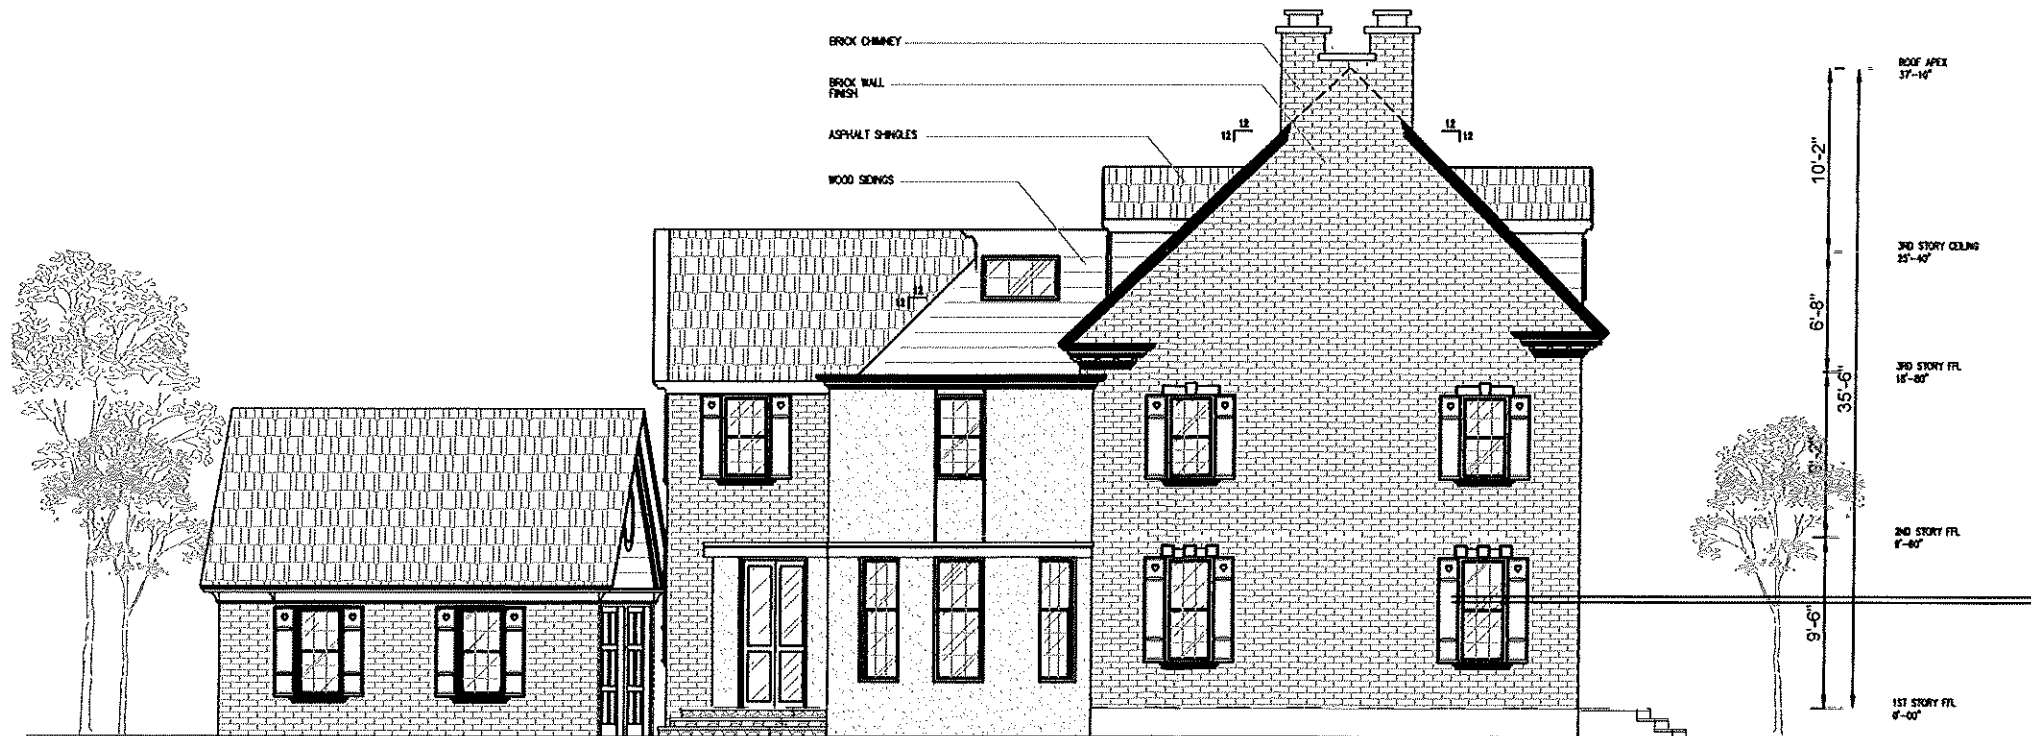 BRICK CHIMNEY
BRICK WALL
FINISH
ASPHALT SHINGLES
WOOD SIDINGS
12
12
12
12
12
12
ROOF APEX
37'-10"
10'-2"
3RD STORY CEILING
6'-8"
3RD STORY FFL
35'-6"
2ND STORY FFL
9'-6"
1ST STORY FFL
0'-00"